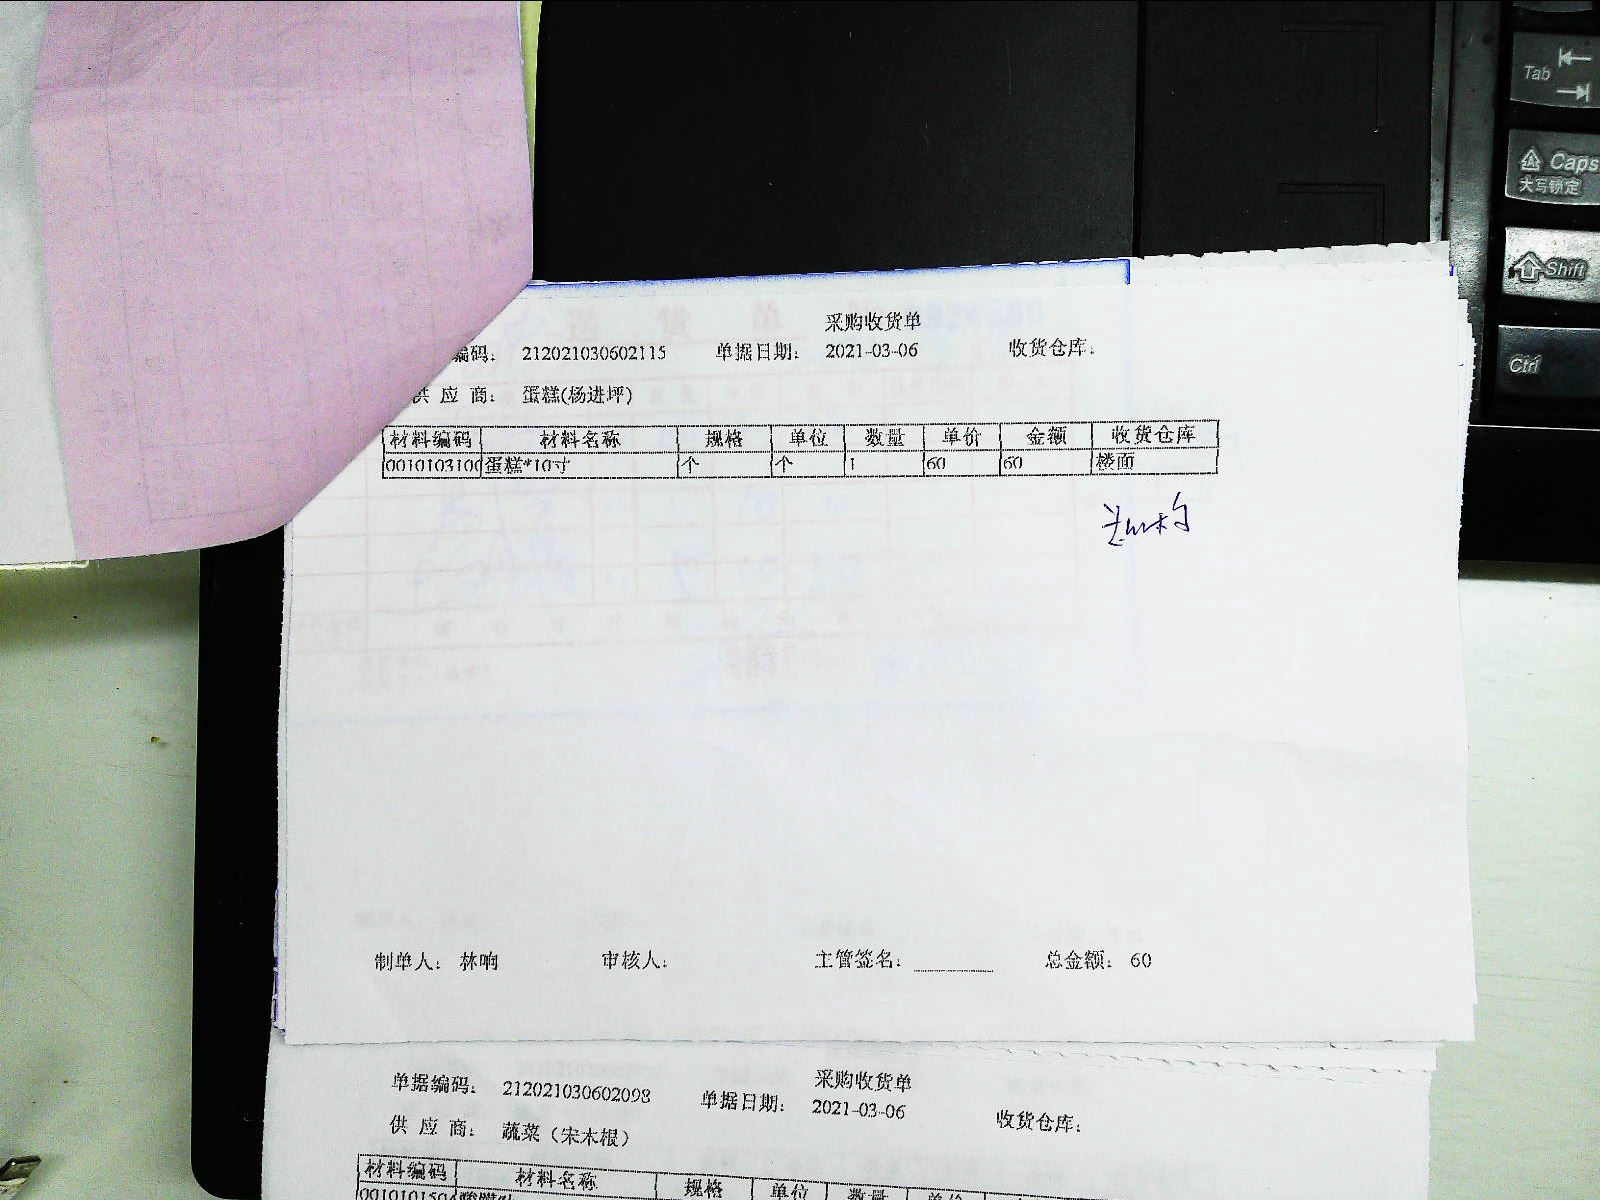 采购收货单
编码： 212021030602115 单据日期： 2021-03-06 收货仓库：
供 应 商： 蛋糕(杨进坪)
材料编码 材料名称 规格 单位 数量 单价 金额 收货仓库
0010103100 蛋糕*10寸 个 个 1 60 60 楼面
制单人： 林响 审核人： 主管签名： 总金额： 60
采购收货单
单据编码： 212021030602098 单据日期： 2021-03-06 收货仓库：
供 应 商： 蔬菜（宋木根）
材料编码 材料名称 规格 单位 数量 单价
Tab
Caps
大写锁定
Shift
Ctrl